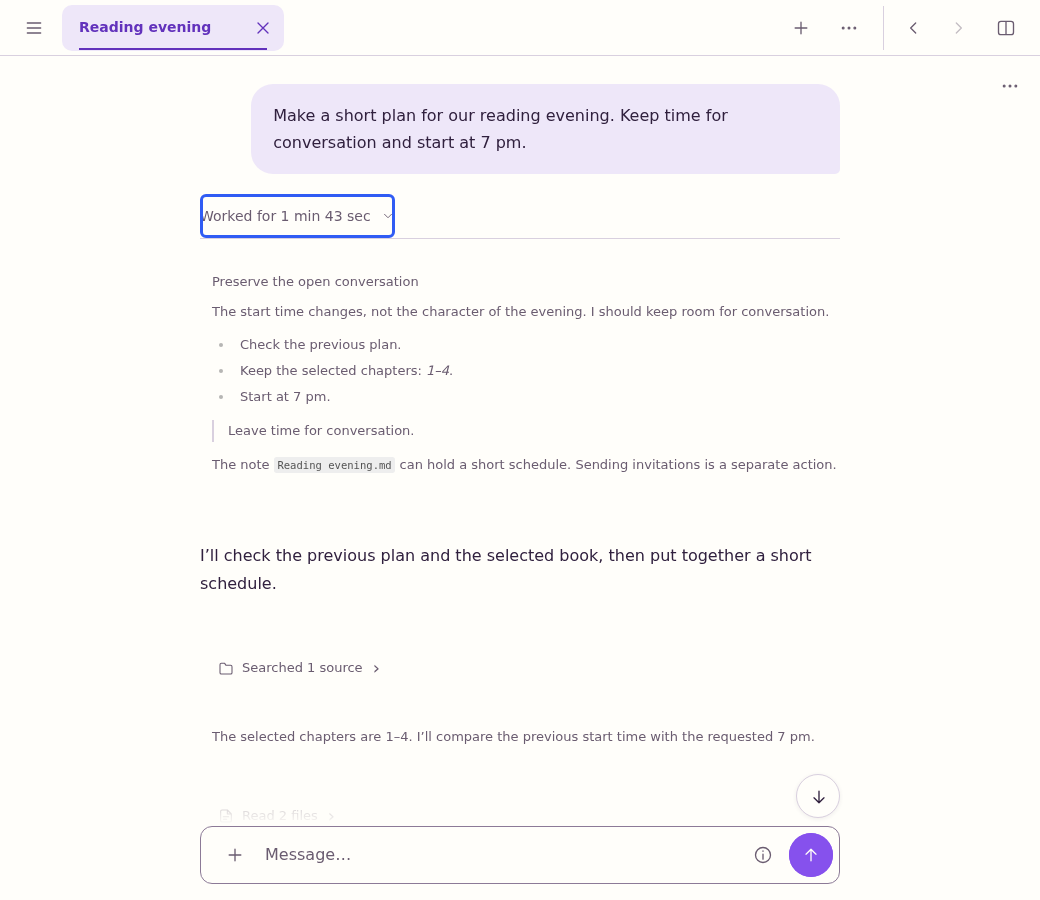 Reading evening
Make a short plan for our reading evening. Keep time for
conversation and start at 7 pm.
Worked for 1 min 43 sec
Preserve the open conversation
The start time changes, not the character of the evening. I should keep room for conversation.
Check the previous plan.
Keep the selected chapters: 1–4.
Start at 7 pm.
Leave time for conversation.
The note Reading evening.md can hold a short schedule. Sending invitations is a separate action.
I’ll check the previous plan and the selected book, then put together a short
schedule.
Searched 1 source
The selected chapters are 1–4. I’ll compare the previous start time with the requested 7 pm.
Read 2 files
Message…